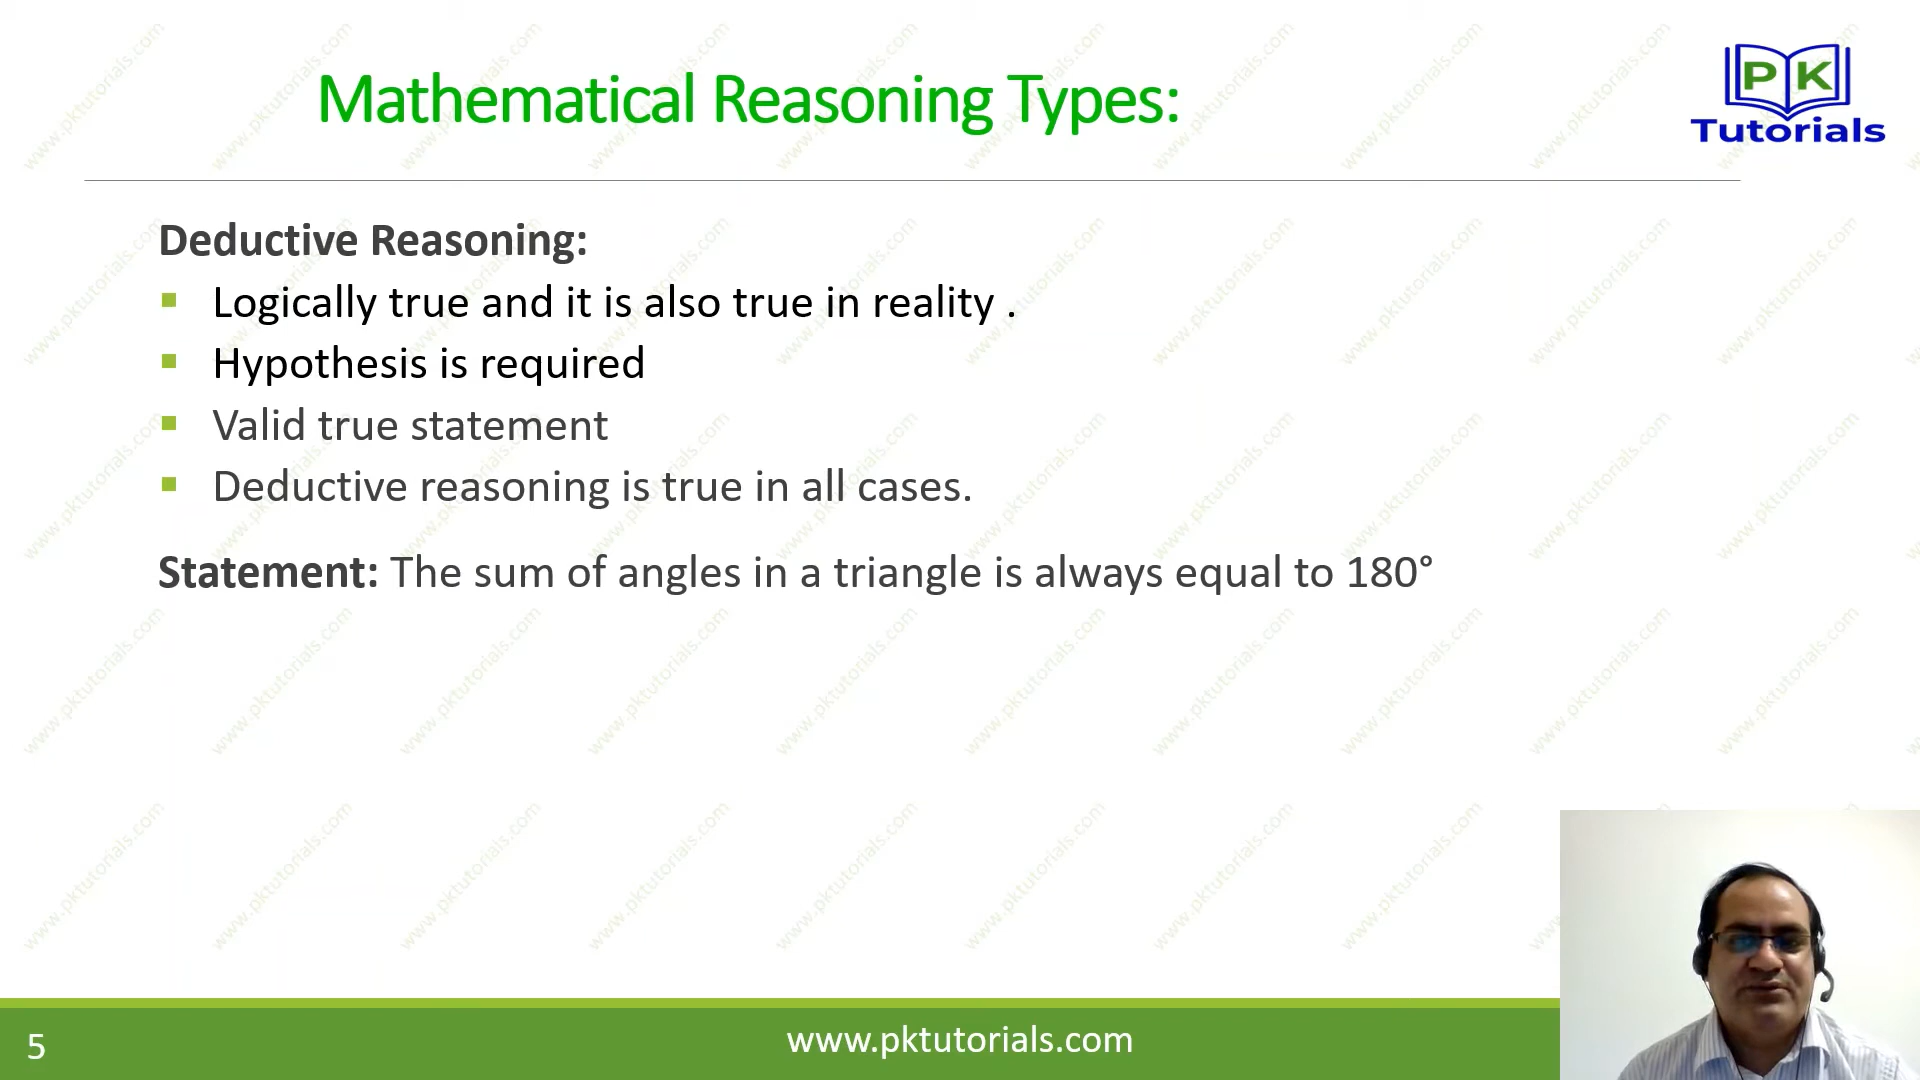 Mathematical Reasoning Types:
P K
Tutorials
Deductive Reasoning:
Logically true and it is also true in reality .
Hypothesis is required
Valid true statement
Deductive reasoning is true in all cases.
Statement: The sum of angles in a triangle is always equal to 180°
5
www.pktutorials.com